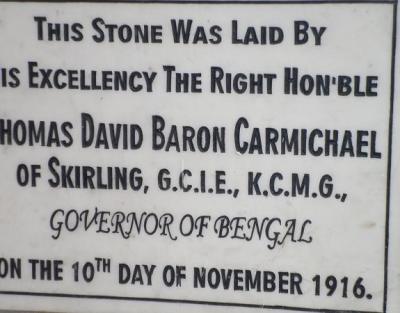 THIS STONE WAS LAID BY
IS EXCELLENCY THE RIGHT HON'BLE
HOMAS DAVID BARON CARMICHAEL
OF SKIRLING, G.C.I.E., K.C.M.G.,
GOVERNOR OF BENGAL
ON THE 10TH DAY OF NOVEMBER 1916.